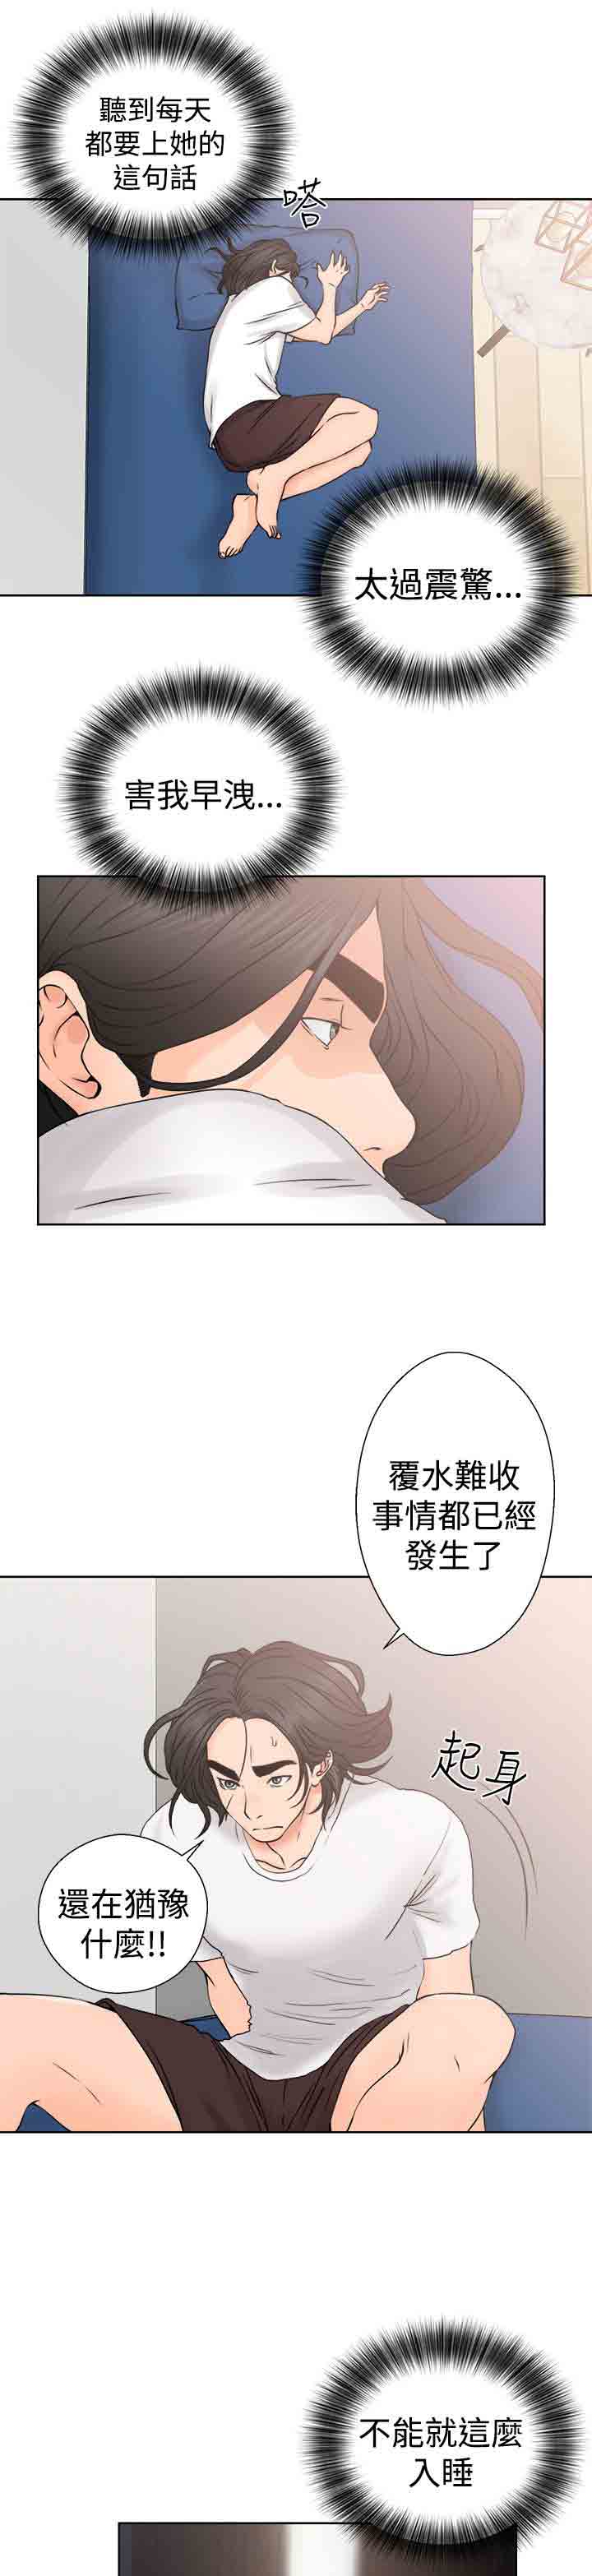 聽到每天
都要上她的
這句話
嗒
太過震驚...
害我早洩...
覆水難收
事情都已經
發生了
起身
還在猶豫
什麼!!
不能就這麼
入睡